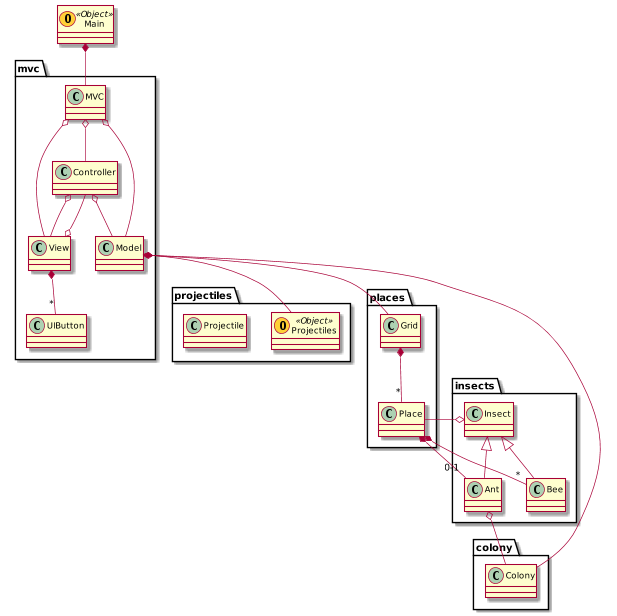 O «Object»
Main
mvc
C MVC
C Controller
C View
C Model
projectiles
places
*
C UIButton
C Projectile
O «Object»
Projectiles
C Grid
insects
*
C Place
C Insect
0-1
*
C Ant
C Bee
colony
C Colony